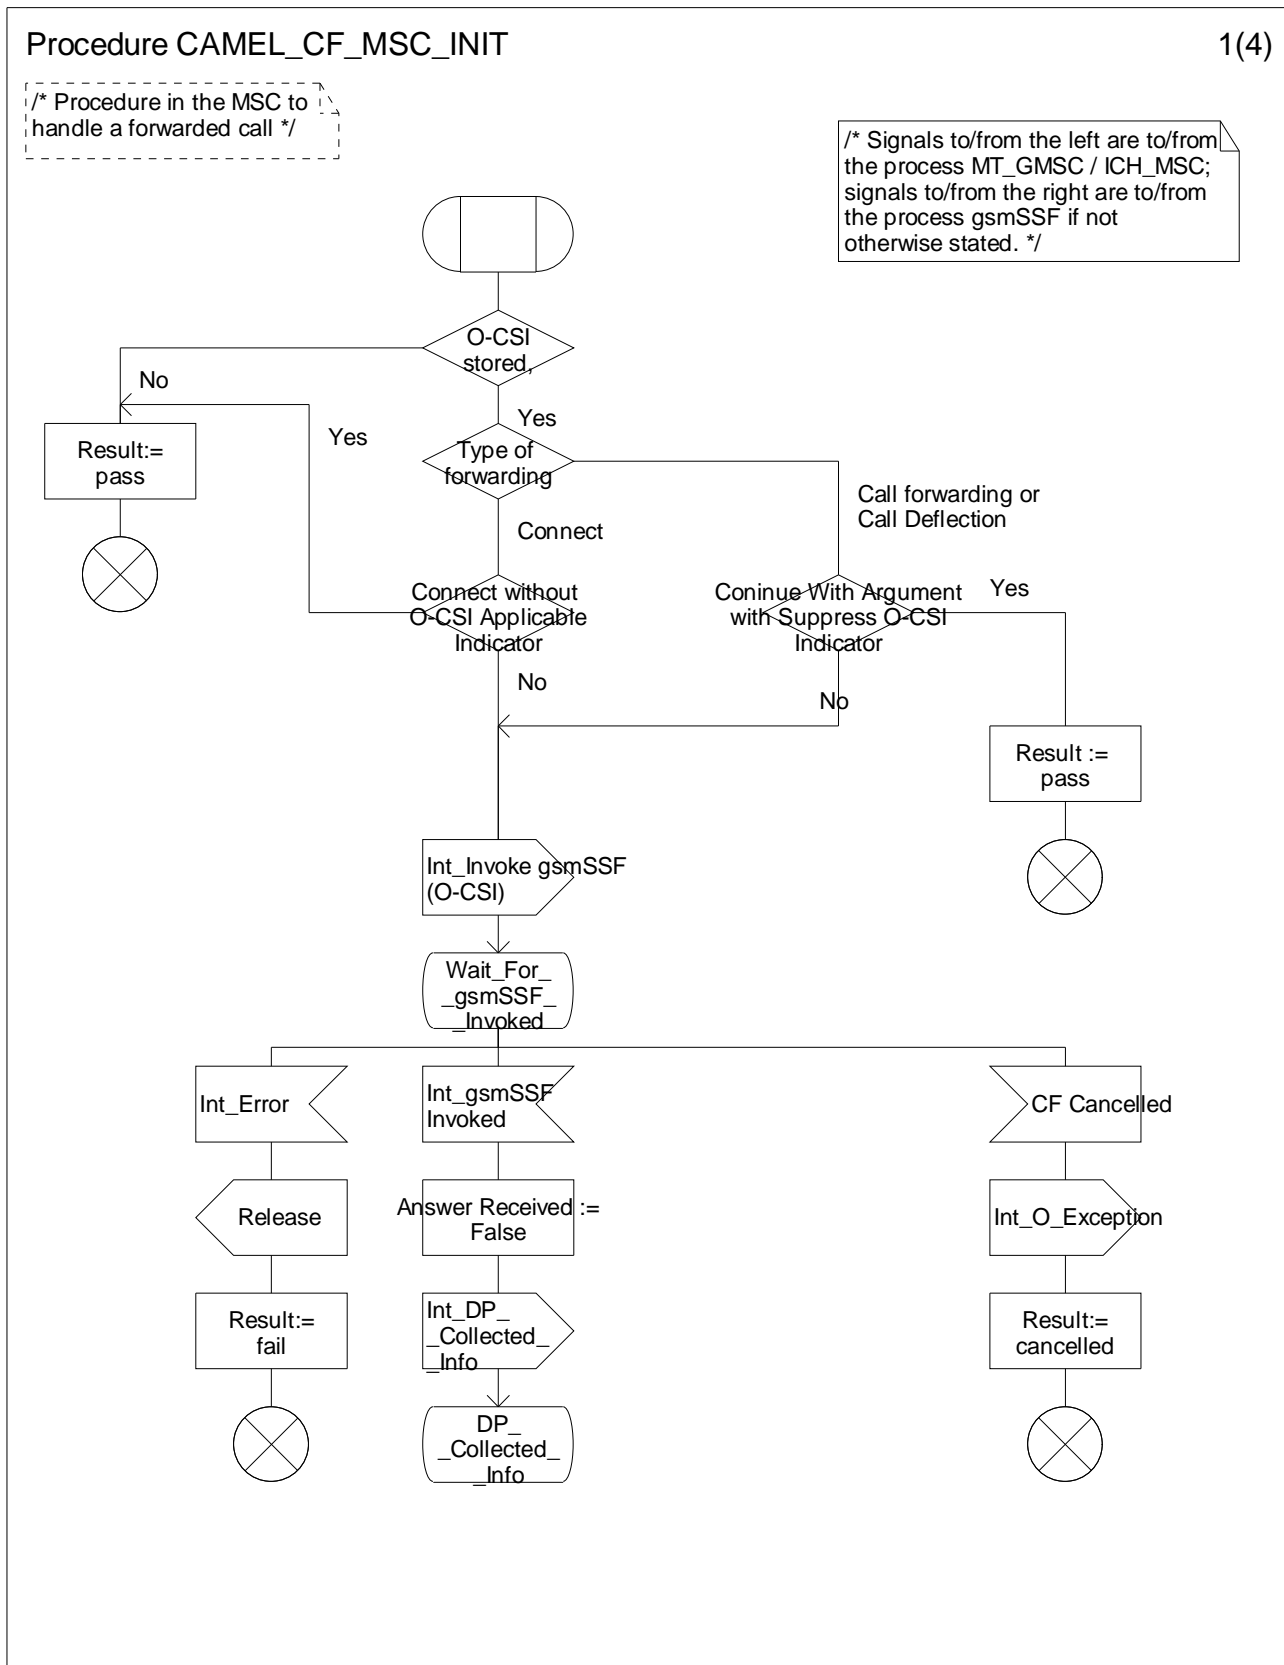 Procedure CAMEL_CF_MSC_INIT
1(4)
/* Procedure in the MSC to
handle a forwarded call */
/* Signals to/from the left are to/from
the process MT_GMSC / ICH_MSC;
signals to/from the right are to/from
the process gsmSSF if not
otherwise stated. */
O-CSI
stored,
No
Yes
Yes
Result:=
pass
Type of
forwarding
Call forwarding or
Call Deflection
Connect
Connect without
O-CSI Applicable
Indicator
Coninue With Argument
with Suppress O-CSI
Indicator
Yes
No
No
Result :=
pass
Int_Invoke gsmSSF
(O-CSI)
Wait_For_
_gsmSSF_
_Invoked
Int_Error
Int_gsmSSF
Invoked
CF Cancelled
Release
Answer Received :=
False
Int_O_Exception
Result:=
fail
Int_DP_
_Collected_
_Info
Result:=
cancelled
DP_
_Collected_
_Info